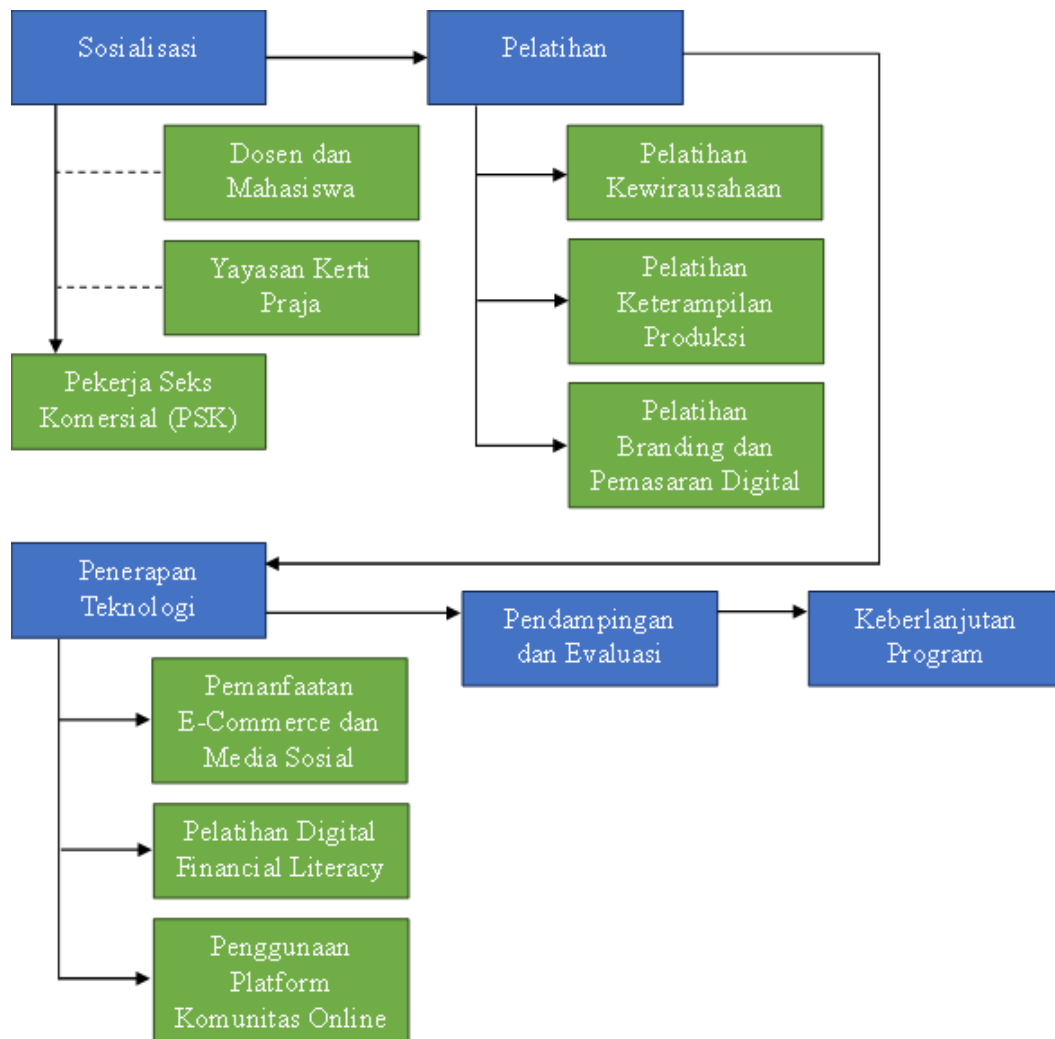 Sosialisasi
Pelatihan
Dosen dan
Mahasiswa
Yayasan Kerti
Praja
Pekerja Seks
Komersial (PSK)
Pelatihan
Kewirausahaan
Pelatihan
Keterampilan
Produksi
Pelatihan
Branding dan
Pemasaran Digital
Penerapan
Teknologi
Pendampingan
dan Evaluasi
Keberlanjutan
Program
Pemanfaatan
E-Commerce dan
Media Sosial
Pelatihan Digital
Financial Literacy
Penggunaan
Platform
Komunitas Online